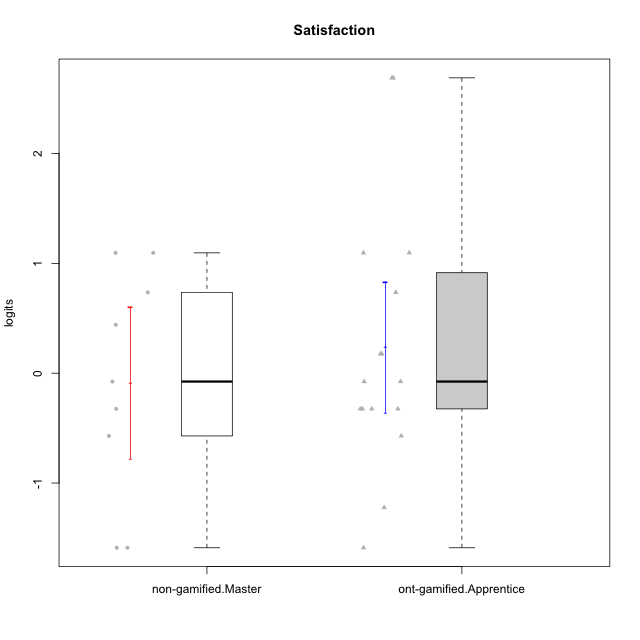 Satisfaction
logits
2
1
0
-1
non-gamified.Master
ont-gamified.Apprentice